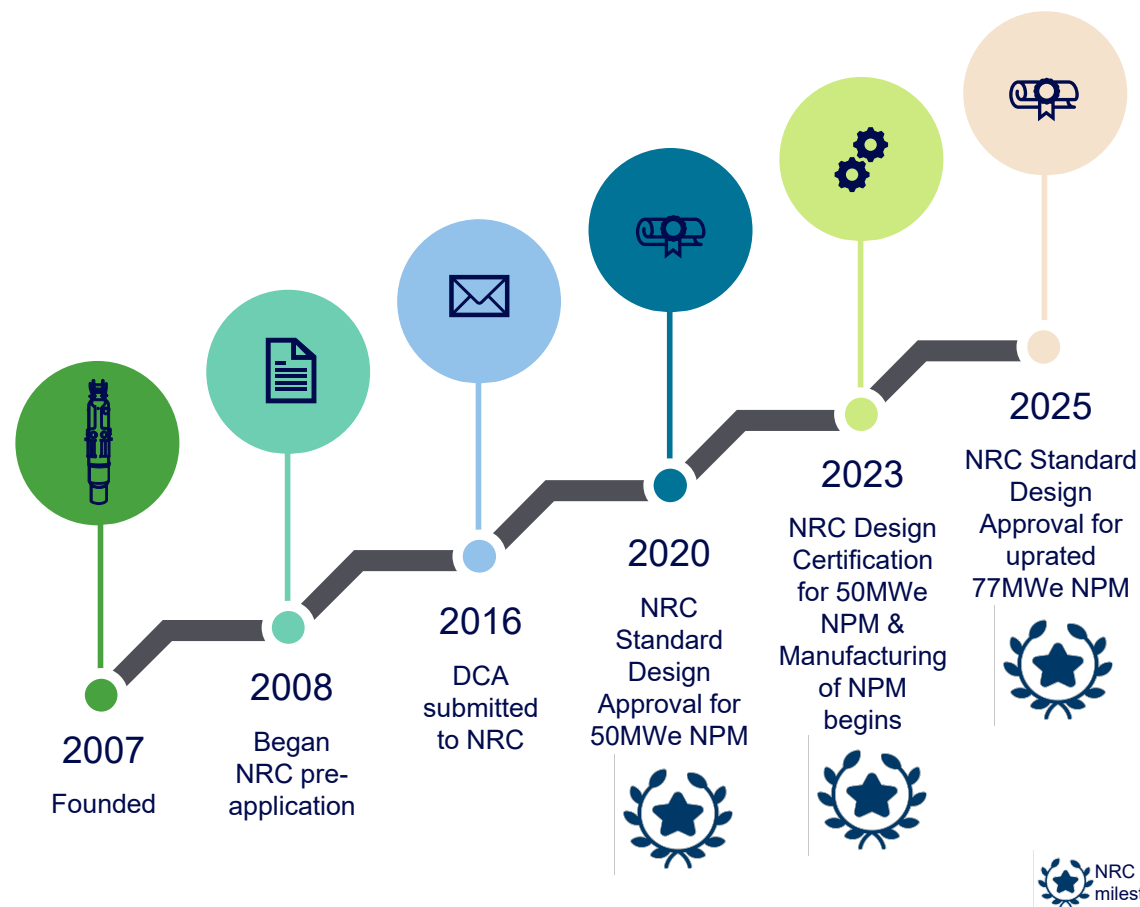 2007
Founded
2008
Began
NRC pre-
application
2016
DCA
submitted
to NRC
2020
NRC
Standard
Design
Approval for
50MWe NPM
2023
NRC Design
Certification
for 50MWe
NPM &
Manufacturing
of NPM
begins
2025
NRC Standard
Design
Approval for
uprated
77MWe NPM
NRC